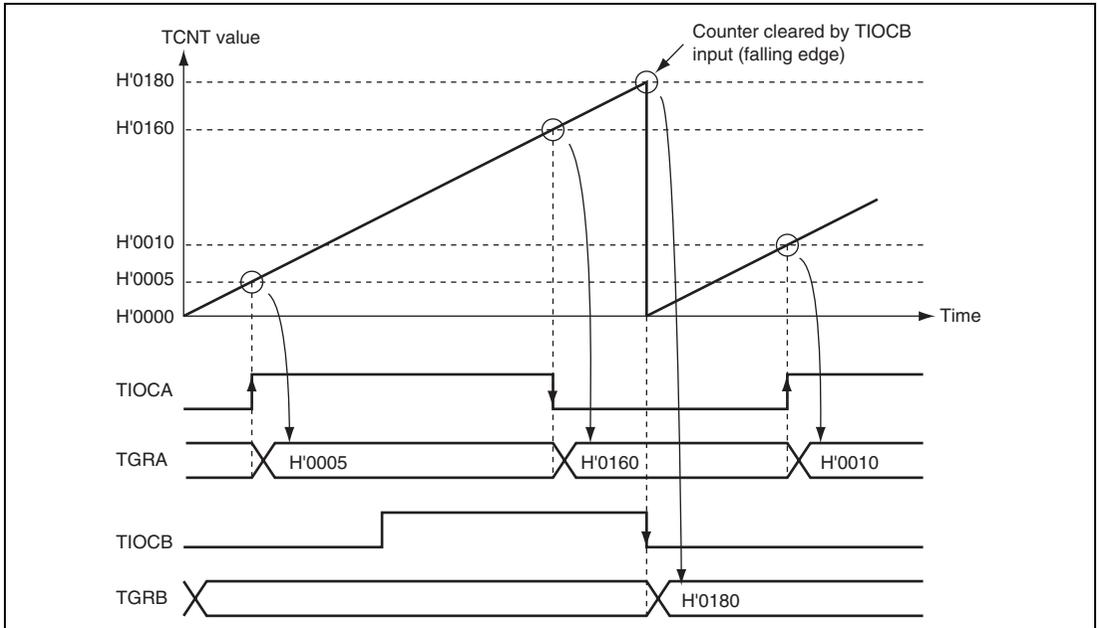 TCNT value
Counter cleared by TIOCB
input (falling edge)
H'0180
H'0160
H'0010
H'0005
H'0000
Time
TIOCA
TGRA
H'0005
H'0160
H'0010
TIOCB
TGRB
H'0180